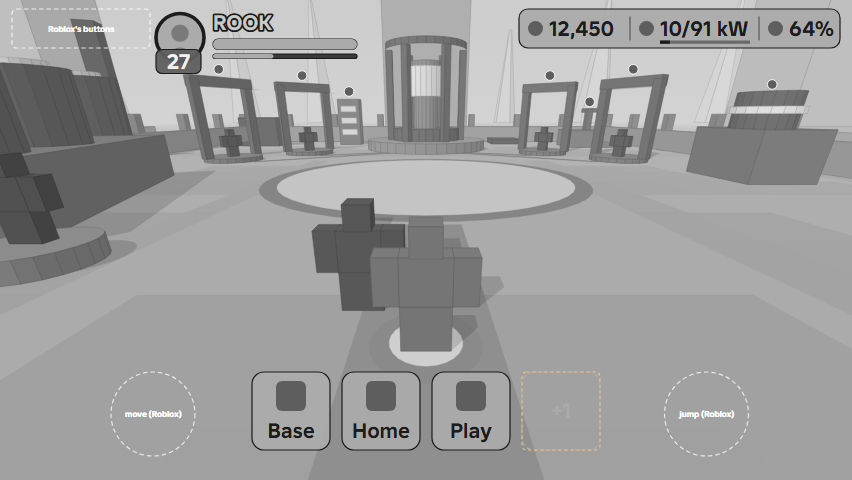 Roblox's buttons
ROOK
27
12,450
10/91 kW
64%
move (Roblox)
Base
Home
Play
+1
jump (Roblox)